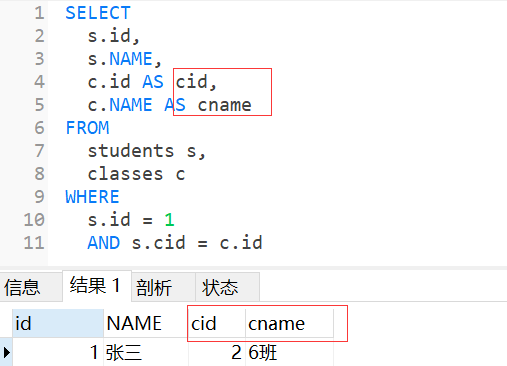 1 SELECT
2 s.id,
3 s.NAME,
4 c.id AS cid,
5 c.NAME AS cname
6 FROM
7 students s,
8 classes c
9 WHERE
10 s.id = 1
11 AND s.cid = c.id
信息 结果 1 剖析 状态
id NAME cid cname
1 张三 2 6班